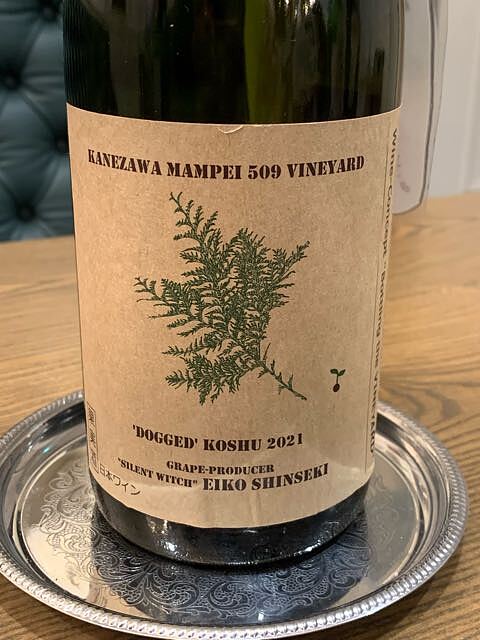 KANEZAWA MAMPEI 509 VINEYARD
'DOGGED' KOSHU 2021
GRAPE-PRODUCER
"SILENT WITCH" EIKO SHINSEKI
日本ワイン